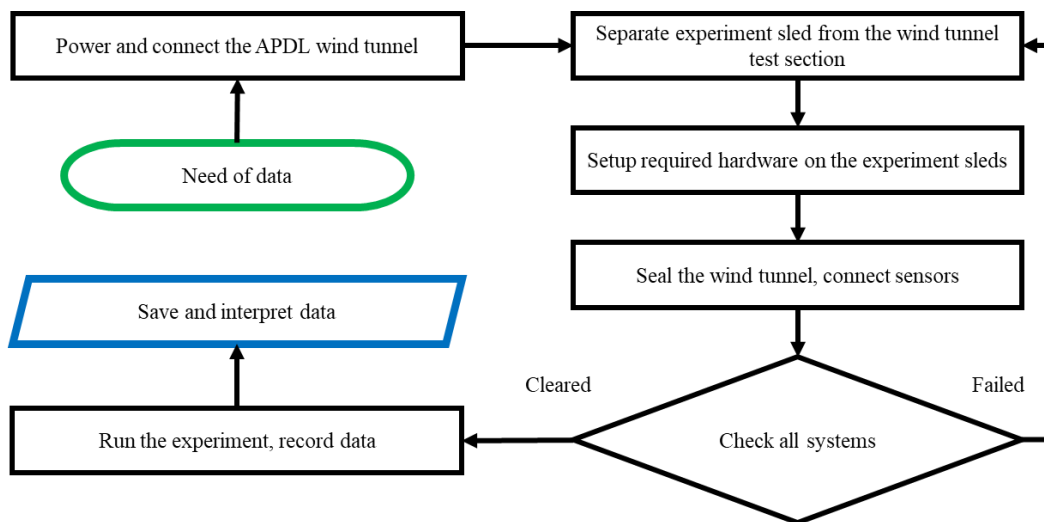 Power and connect the APDL wind tunnel
Separate experiment sled from the wind tunnel
test section
Need of data
Setup required hardware on the experiment sleds
Seal the wind tunnel, connect sensors
Save and interpret data
Cleared
Failed
Check all systems
Run the experiment, record data